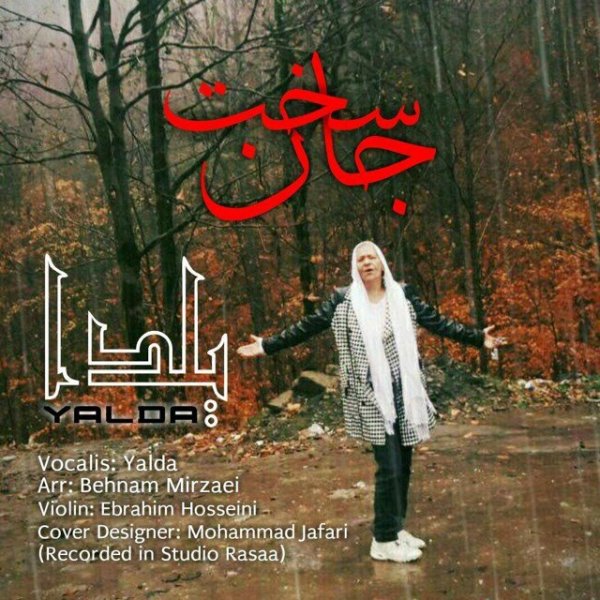 جان سخت
یلدا
YALDA
Vocalis: Yalda
Arr: Behnam Mirzaei
Violin: Ebrahim Hosseini
Cover Designer: Mohammad Jafari
(Recorded in Studio Rasaa)